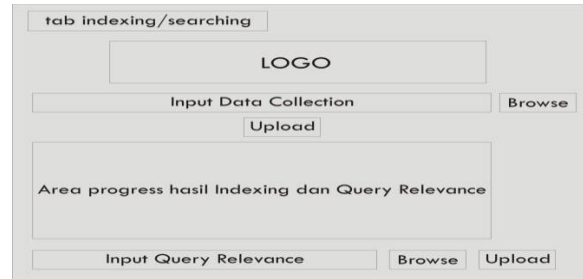 tab indexing/searching
LOGO
Input Data Collection Browse
Upload
Area progress hasil Indexing dan Query Relevance
Input Query Relevance Browse Upload